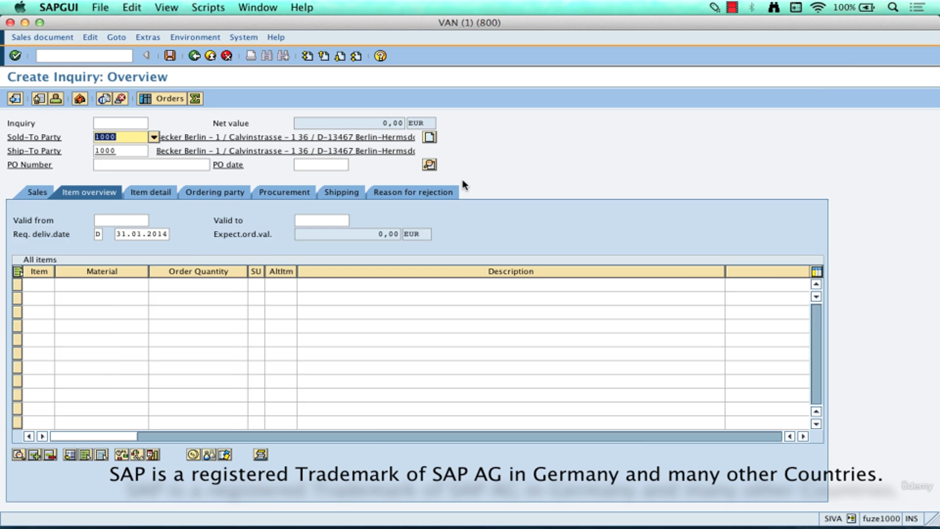 SAPGUI File Edit View Scripts Window Help 100%
VAN (1) (800)
Sales document Edit Goto Extras Environment System Help
Create Inquiry: Overview
Orders
Inquiry Net value 0,00 EUR
Sold-To Party 1000 Becker Berlin - 1 / Calvinstrasse - 1 36 / D-13467 Berlin-Hermsdo
Ship-To Party 1000 Becker Berlin - 1 / Calvinstrasse - 1 36 / D-13467 Berlin-Hermsdo
PO Number PO date
Sales Item overview Item detail Ordering party Procurement Shipping Reason for rejection
Valid from Valid to
Req. deliv.date D 31.01.2014 Expect.ord.val. 0,00 EUR
All items
Item Material Order Quantity SU AltItm Description
SAP is a registered Trademark of SAP AG in Germany and many other Countries.
Udemy
SIVA fuze1000 INS